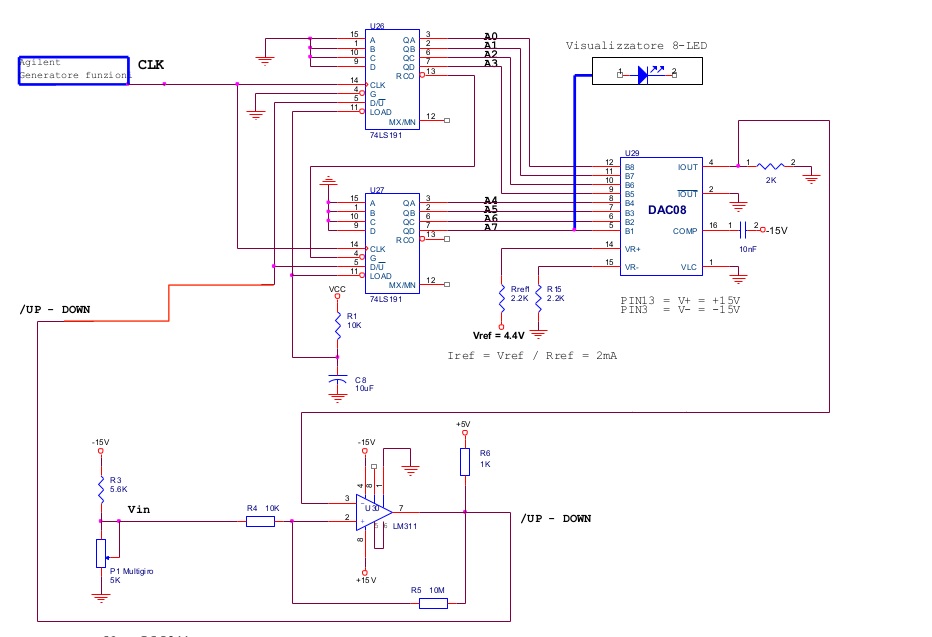 Agilent
Generatore funzioni
CLK
U26
15 A QA 3 A0
1 B QB 2 A1
10 C QC 6 A2
9 D QD 7 A3
RCO 13
14 CLK
4 G
5 D/U
11 LOAD
MX/MN 12
74LS191
Visualizzatore 8-LED
1 2
U27
15 A QA 3 A4
1 B QB 2 A5
10 C QC 6 A6
9 D QD 7 A7
RCO 13
14 CLK
4 G
5 D/U
11 LOAD
MX/MN 12
74LS191
U29
12 B8 IOUT 4
11 B7
10 B6
9 B5 IOUT 2
8 B4
7 B3
6 B2
5 B1 COMP 16
14 VR+
15 VR- VLC 1
DAC08
1 2
2K
1 2 -15V
10nF
/UP - DOWN
VCC
R1
10K
C8
10uF
Rref1
2.2K
R15
2.2K
Vref = 4.4V
PIN13 = V+ = +15V
PIN3 = V- = -15V
Iref = Vref / Rref = 2mA
-15V
R3
5.6K
Vin
P1 Multigiro
5K
R4 10K
-15V
4 8 1
3
2
U30
7
LM311
5 6
8
+15V
+5V
R6
1K
/UP - DOWN
R5 10M